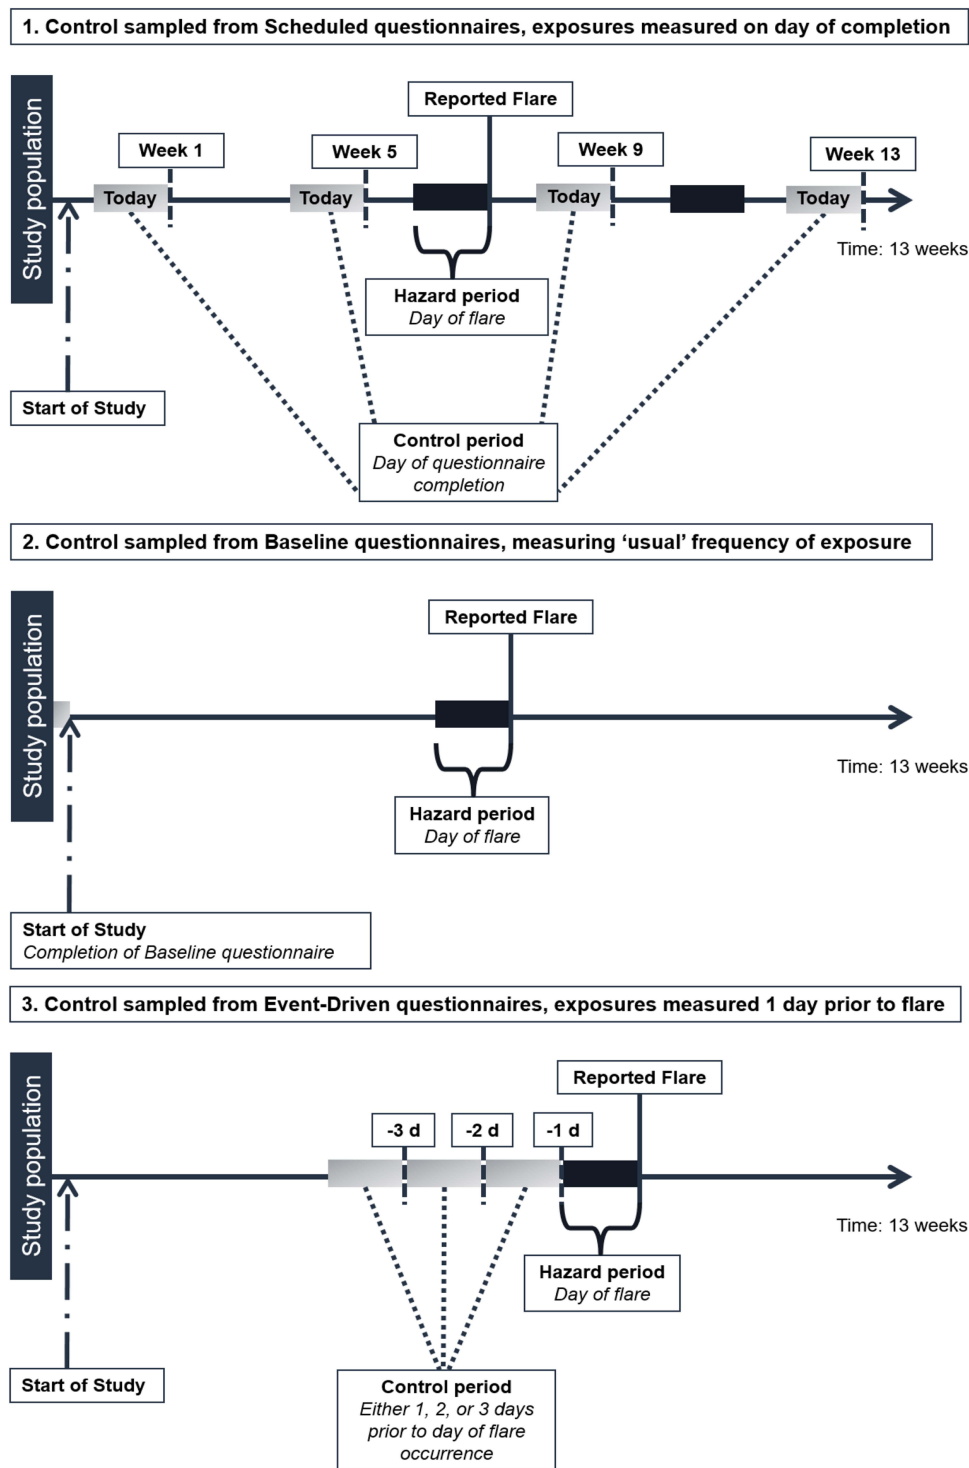 1. Control sampled from Scheduled questionnaires, exposures measured on day of completion
Study population
Reported Flare
Week 1
Week 5
Week 9
Week 13
Today
Today
Today
Today
Time: 13 weeks
Hazard period
Day of flare
Start of Study
Control period
Day of questionnaire
completion
2. Control sampled from Baseline questionnaires, measuring ‘usual’ frequency of exposure
Study population
Reported Flare
Time: 13 weeks
Hazard period
Day of flare
Start of Study
Completion of Baseline questionnaire
3. Control sampled from Event-Driven questionnaires, exposures measured 1 day prior to flare
Study population
Reported Flare
-3 d
-2 d
-1 d
Time: 13 weeks
Hazard period
Day of flare
Start of Study
Control period
Either 1, 2, or 3 days
prior to day of flare
occurrence